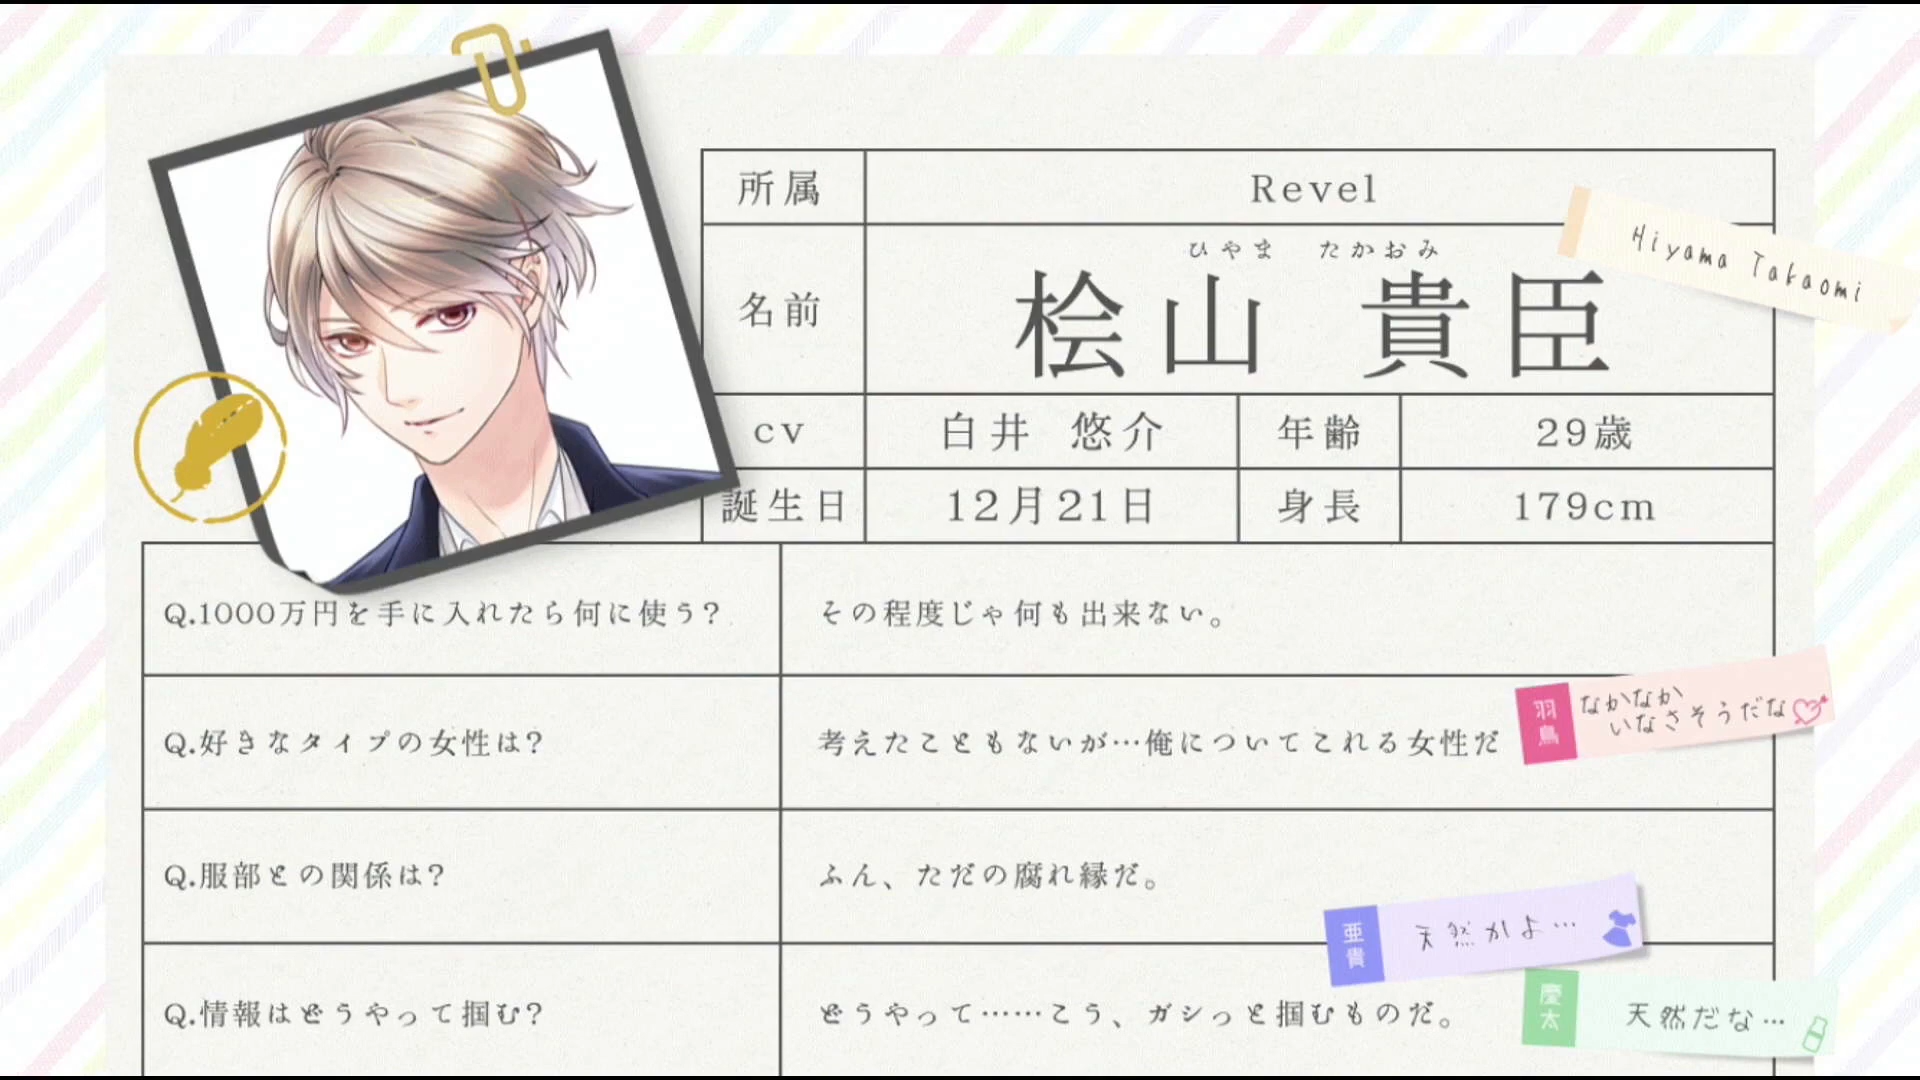 所属 Revel
Hiyama Takaomi
ひやま たかおみ
名前 桧山 貴臣
cv 白井 悠介 年齢 29歳
誕生日 12月21日 身長 179cm
Q.1000万円を手に入れたら何に使う? その程度じゃ何も出来ない。
Q.好きなタイプの女性は? 考えたこともないが…俺についてこれる女性だ
羽鳥 なかなか
いなさそうだな
Q.服部との関係は? ふん、ただの腐れ縁だ。
亜貴 天然かよ…
Q.情報はどうやって掴む? どうやって……こう、ガシっと掴むものだ。
慶太 天然だな…